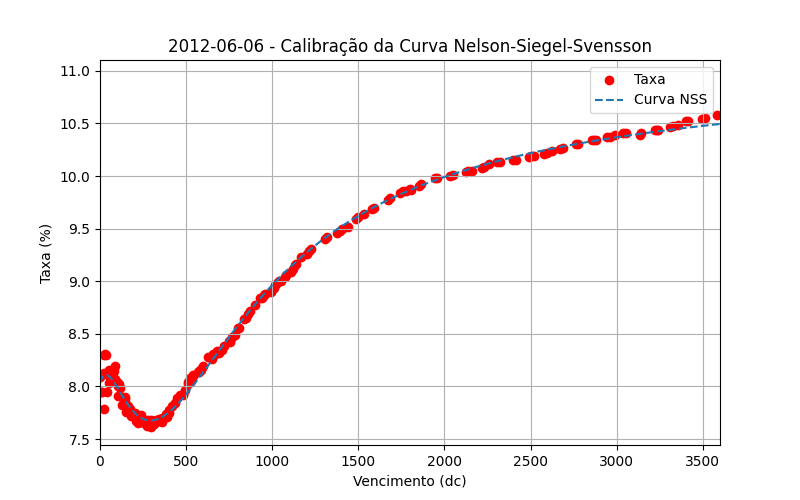 2012-06-06 - Calibração da Curva Nelson-Siegel-Svensson
Taxa
Curva NSS
Taxa (%)
11.0
10.5
10.0
9.5
9.0
8.5
8.0
7.5
0 500 1000 1500 2000 2500 3000 3500
Vencimento (dc)